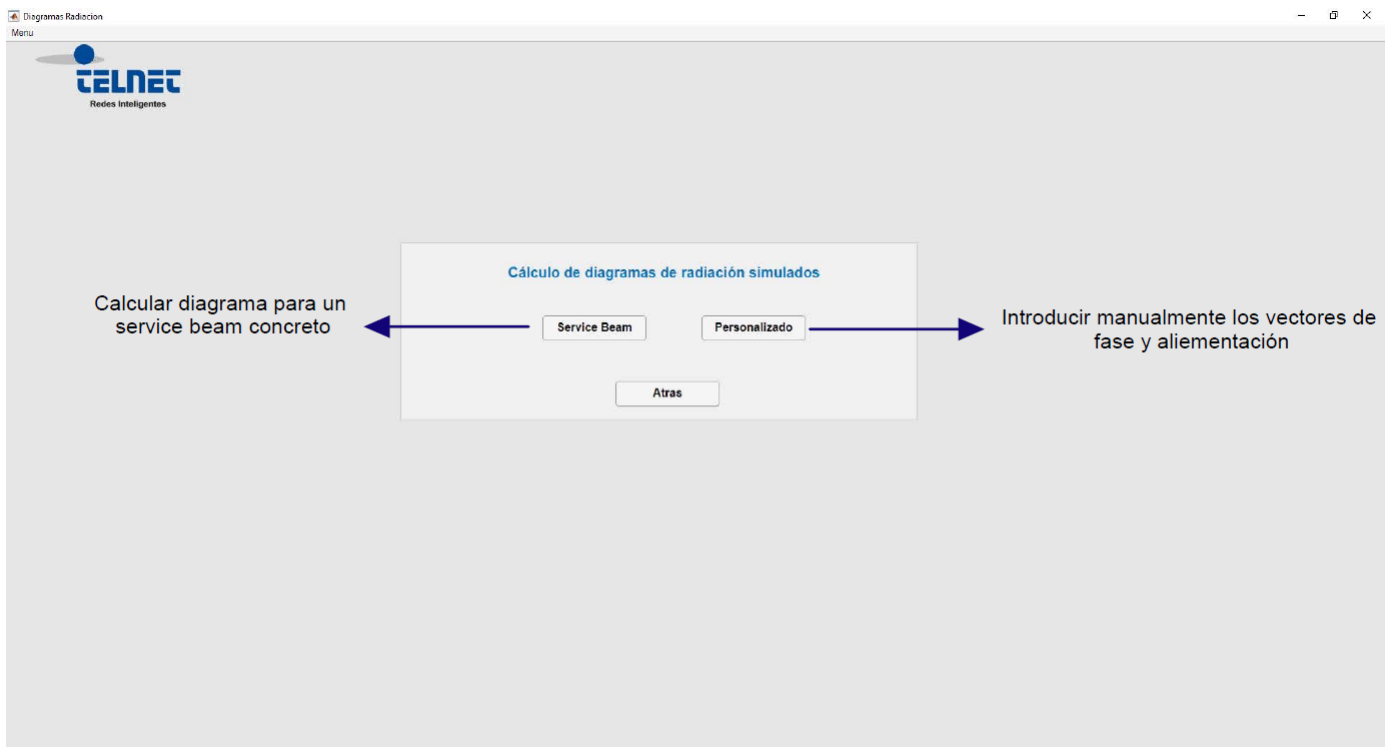 Diagramas Radiacion
Menu
TELNET
Redes Inteligentes
Cálculo de diagramas de radiación simulados
Calcular diagrama para un
service beam concreto
Service Beam
Personalizado
Introducir manualmente los vectores de
fase y aliementación
Atras